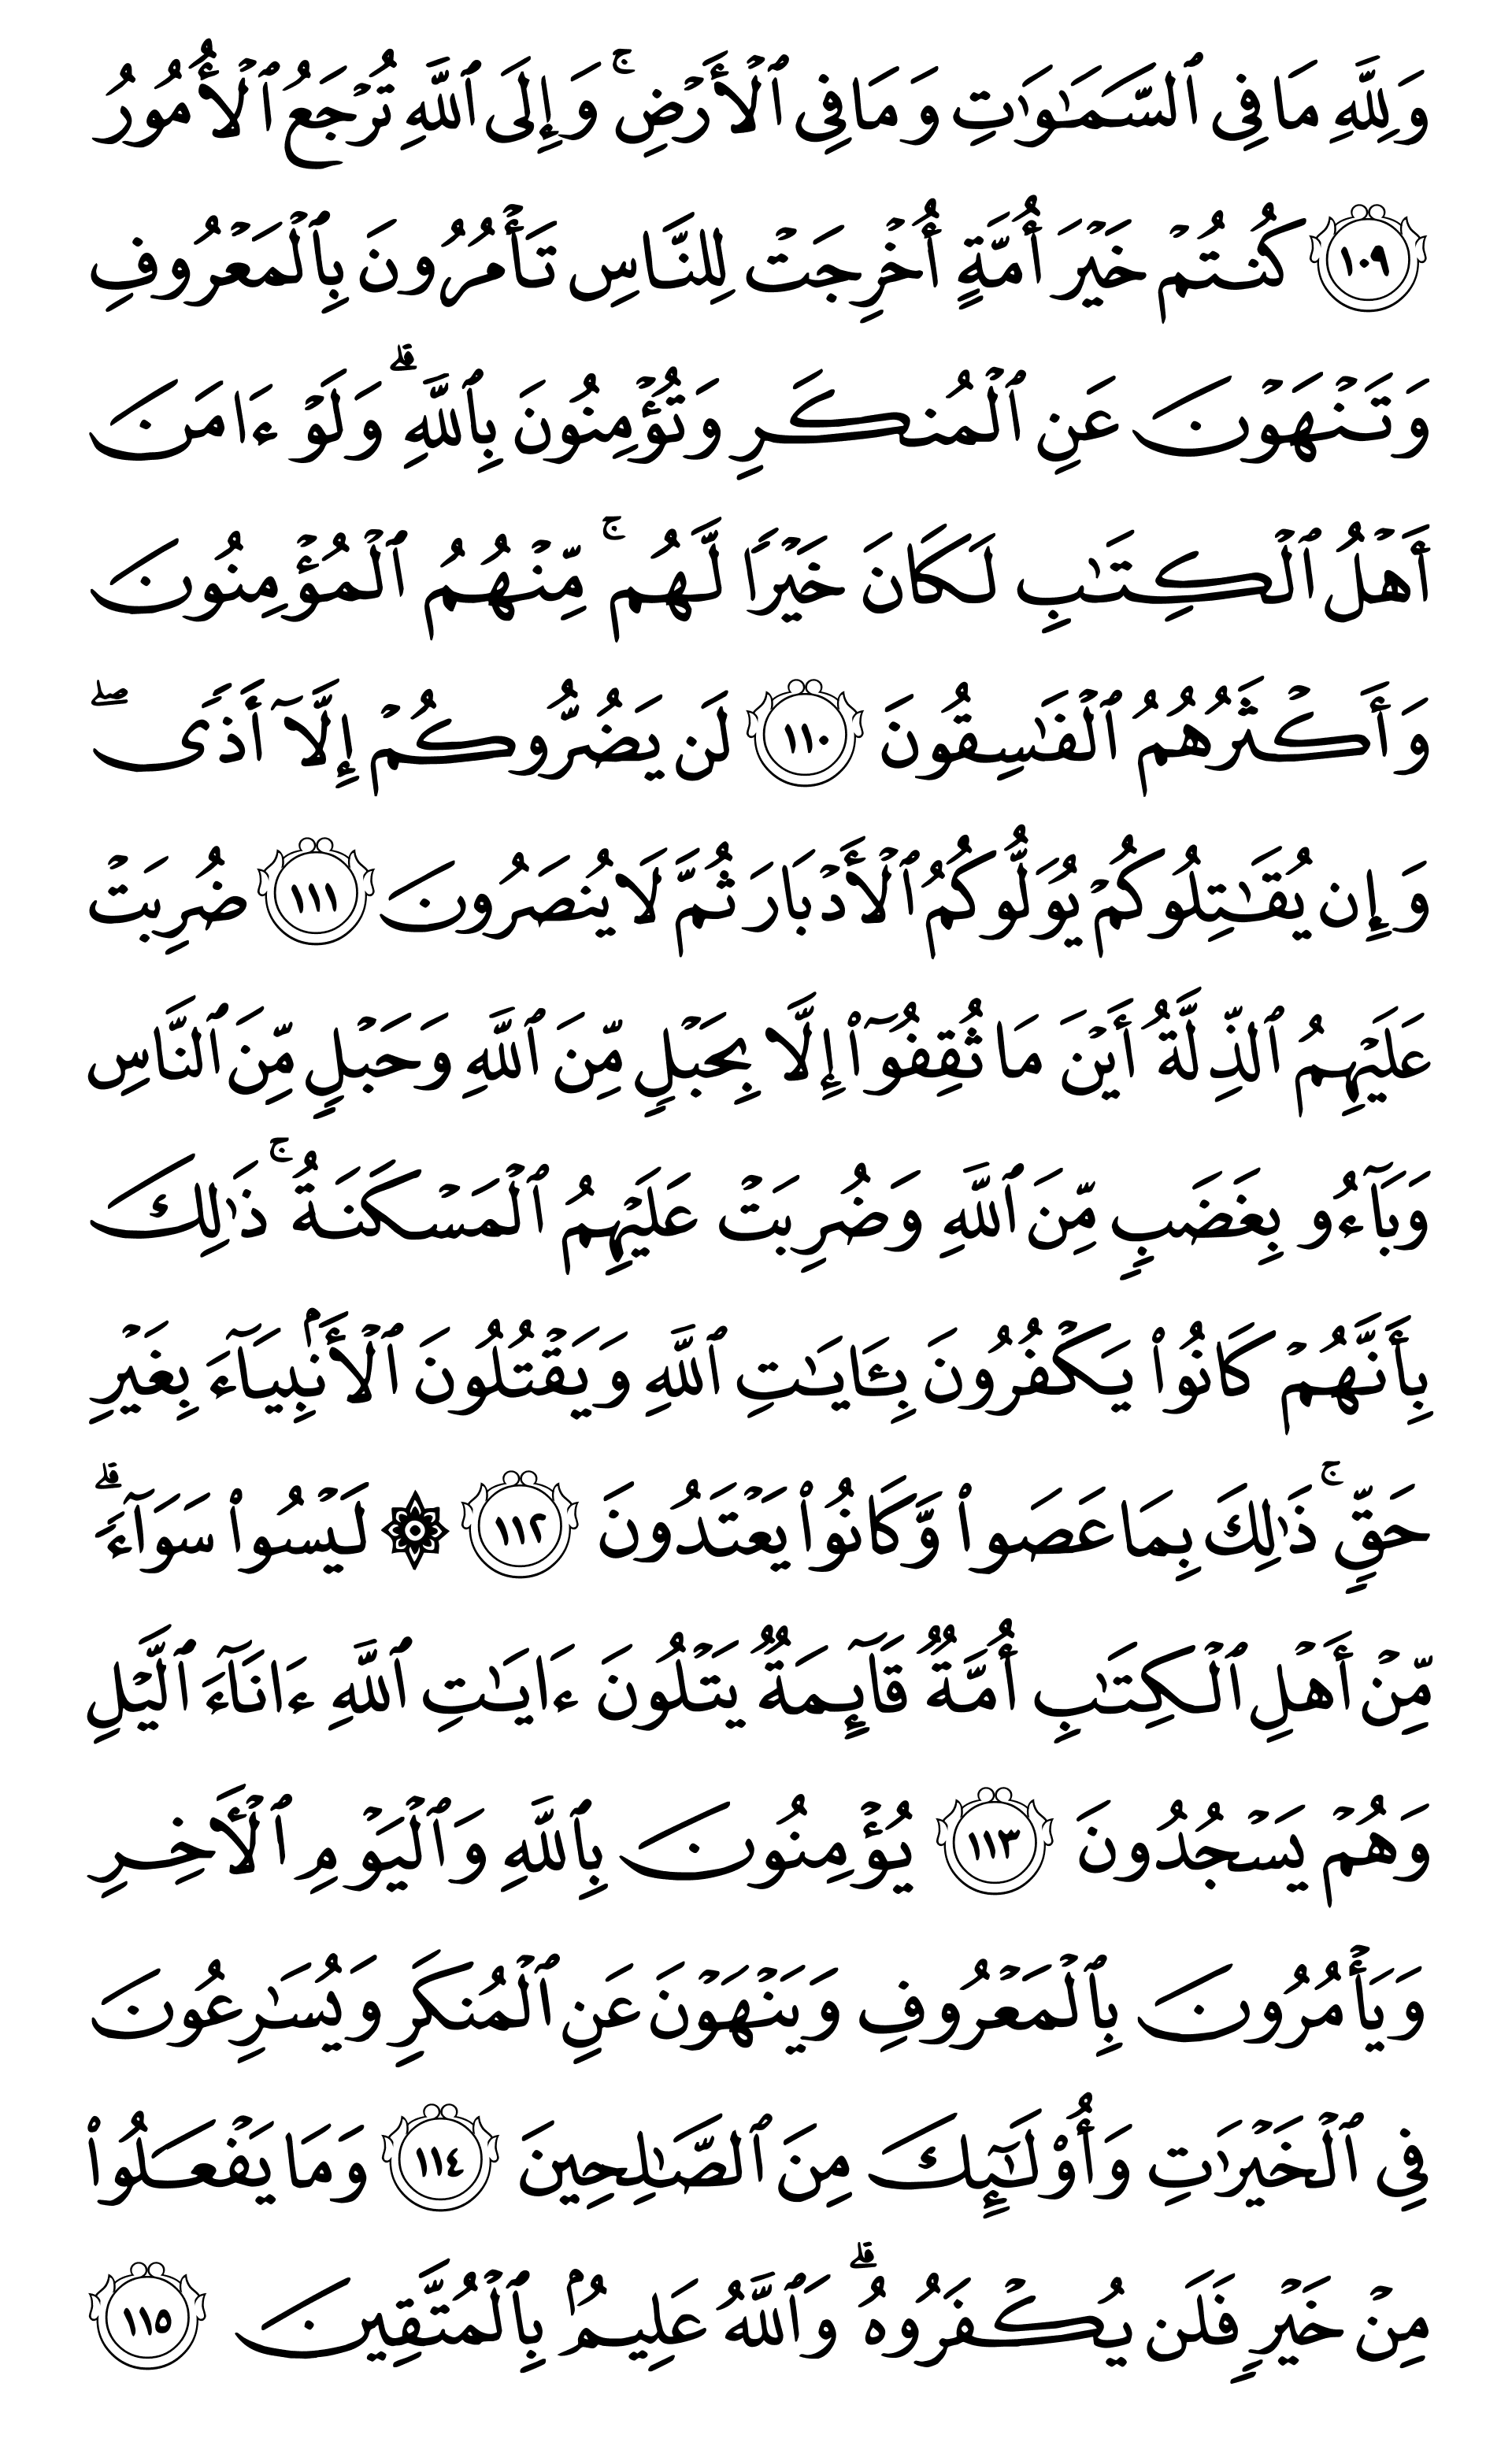 وَلِلَّهِ مَا فِي ٱلسَّمَٰوَٰتِ وَمَا فِي ٱلۡأَرۡضِۚ وَإِلَى ٱللَّهِ تُرۡجَعُ ٱلۡأُمُورُ
١٠٩ كُنتُمۡ خَيۡرَ أُمَّةٍ أُخۡرِجَتۡ لِلنَّاسِ تَأۡمُرُونَ بِٱلۡمَعۡرُوفِ
وَتَنۡهَوۡنَ عَنِ ٱلۡمُنكَرِ وَتُؤۡمِنُونَ بِٱللَّهِۗ وَلَوۡ ءَامَنَ
أَهۡلُ ٱلۡكِتَٰبِ لَكَانَ خَيۡرٗا لَّهُمۚ مِّنۡهُمُ ٱلۡمُؤۡمِنُونَ
وَأَكۡثَرُهُمُ ٱلۡفَٰسِقُونَ ١١٠ لَن يَضُرُّوكُمۡ إِلَّآ أَذٗىۖ
وَإِن يُقَٰتِلُوكُمۡ يُوَلُّوكُمُ ٱلۡأَدۡبَارَ ثُمَّ لَا يُنصَرُونَ ١١١ ضُرِبَتۡ
عَلَيۡهِمُ ٱلذِّلَّةُ أَيۡنَ مَا ثُقِفُوٓاْ إِلَّا بِحَبۡلٖ مِّنَ ٱللَّهِ وَحَبۡلٖ مِّنَ ٱلنَّاسِ
وَبَآءُو بِغَضَبٖ مِّنَ ٱللَّهِ وَضُرِبَتۡ عَلَيۡهِمُ ٱلۡمَسۡكَنَةُۚ ذَٰلِكَ
بِأَنَّهُمۡ كَانُواْ يَكۡفُرُونَ بِـَٔايَٰتِ ٱللَّهِ وَيَقۡتُلُونَ ٱلۡأَنۢبِيَآءَ بِغَيۡرِ
حَقّٖۚ ذَٰلِكَ بِمَا عَصَواْ وَّكَانُواْ يَعۡتَدُونَ ١١٢ ۞ لَيۡسُواْ سَوَآءٗۗ
مِّنۡ أَهۡلِ ٱلۡكِتَٰبِ أُمَّةٞ قَآئِمَةٞ يَتۡلُونَ ءَايَٰتِ ٱللَّهِ ءَانَآءَ ٱلَّيۡلِ
وَهُمۡ يَسۡجُدُونَ ١١٣ يُؤۡمِنُونَ بِٱللَّهِ وَٱلۡيَوۡمِ ٱلۡأٓخِرِ
وَيَأۡمُرُونَ بِٱلۡمَعۡرُوفِ وَيَنۡهَوۡنَ عَنِ ٱلۡمُنكَرِ وَيُسَٰرِعُونَ
فِي ٱلۡخَيۡرَٰتِ وَأُوْلَٰٓئِكَ مِنَ ٱلصَّٰلِحِينَ ١١٤ وَمَا يَفۡعَلُواْ
مِنۡ خَيۡرٖ فَلَن يُكۡفَرُوهُۗ وَٱللَّهُ عَلِيمُۢ بِٱلۡمُتَّقِينَ ١١٥